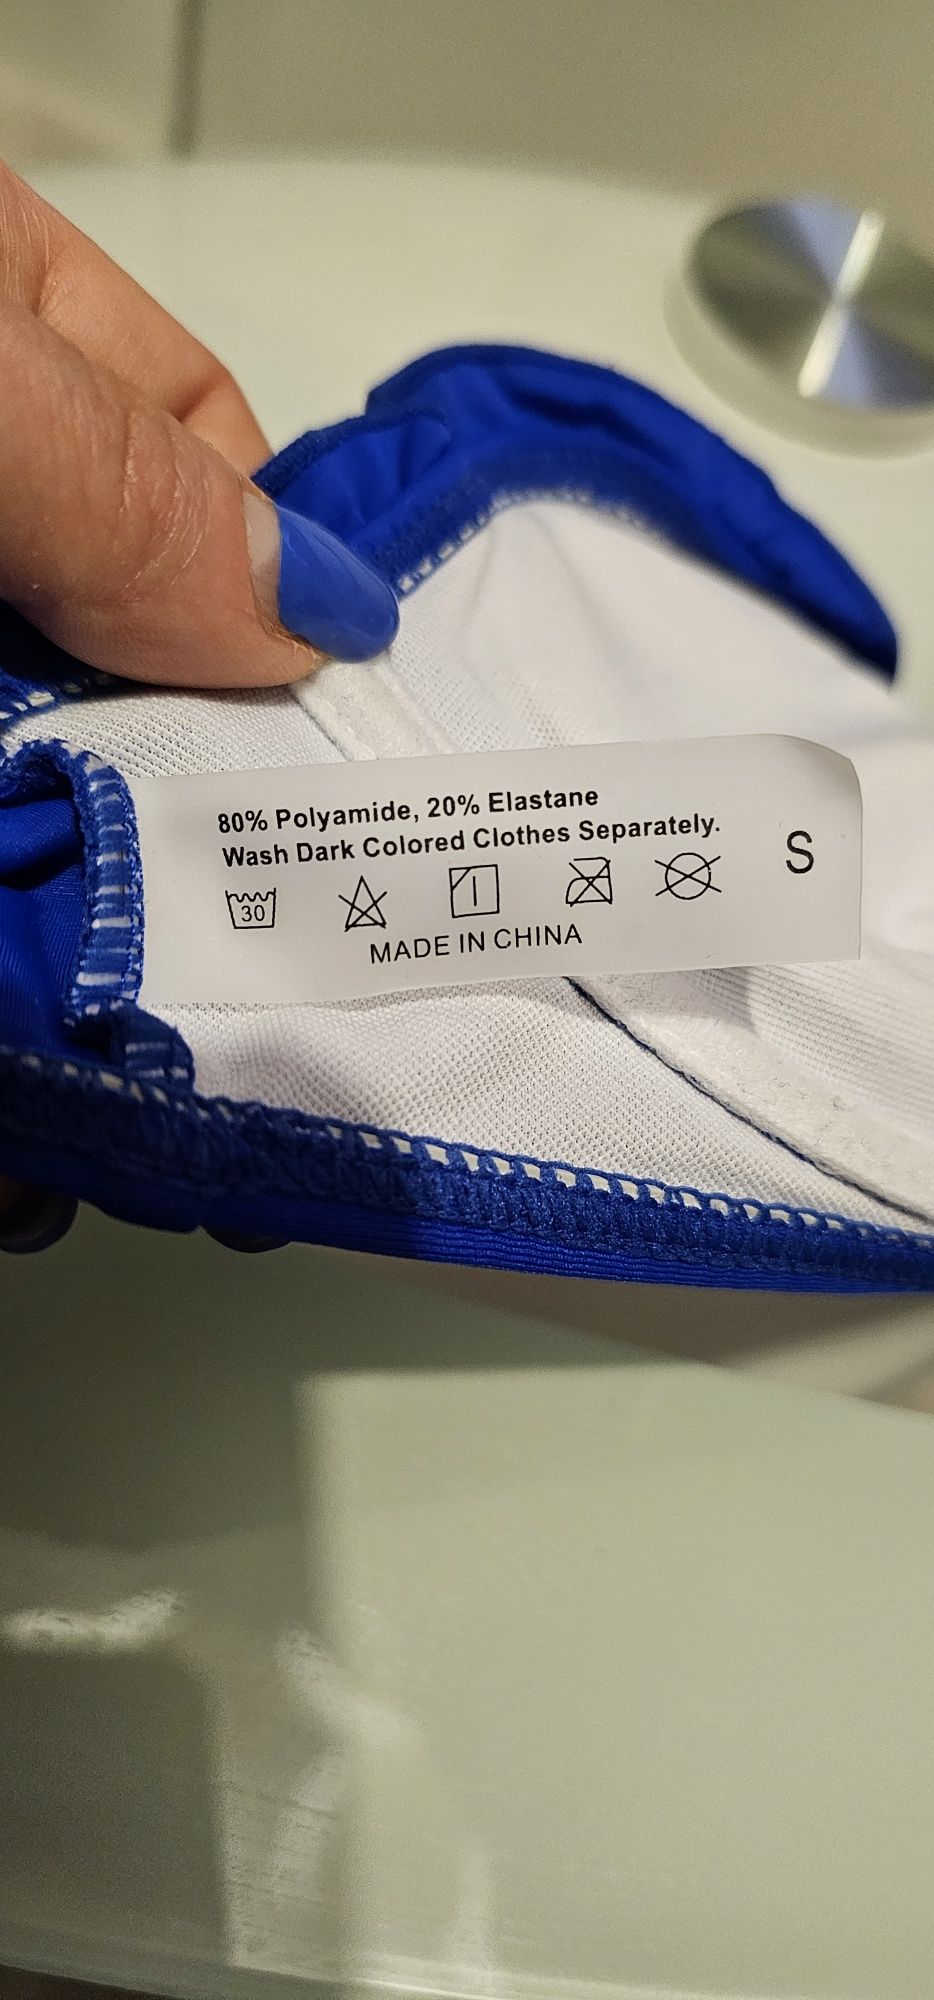 80% Polyamide, 20% Elastane
Wash Dark Colored Clothes Separately.
S
30
MADE IN CHINA